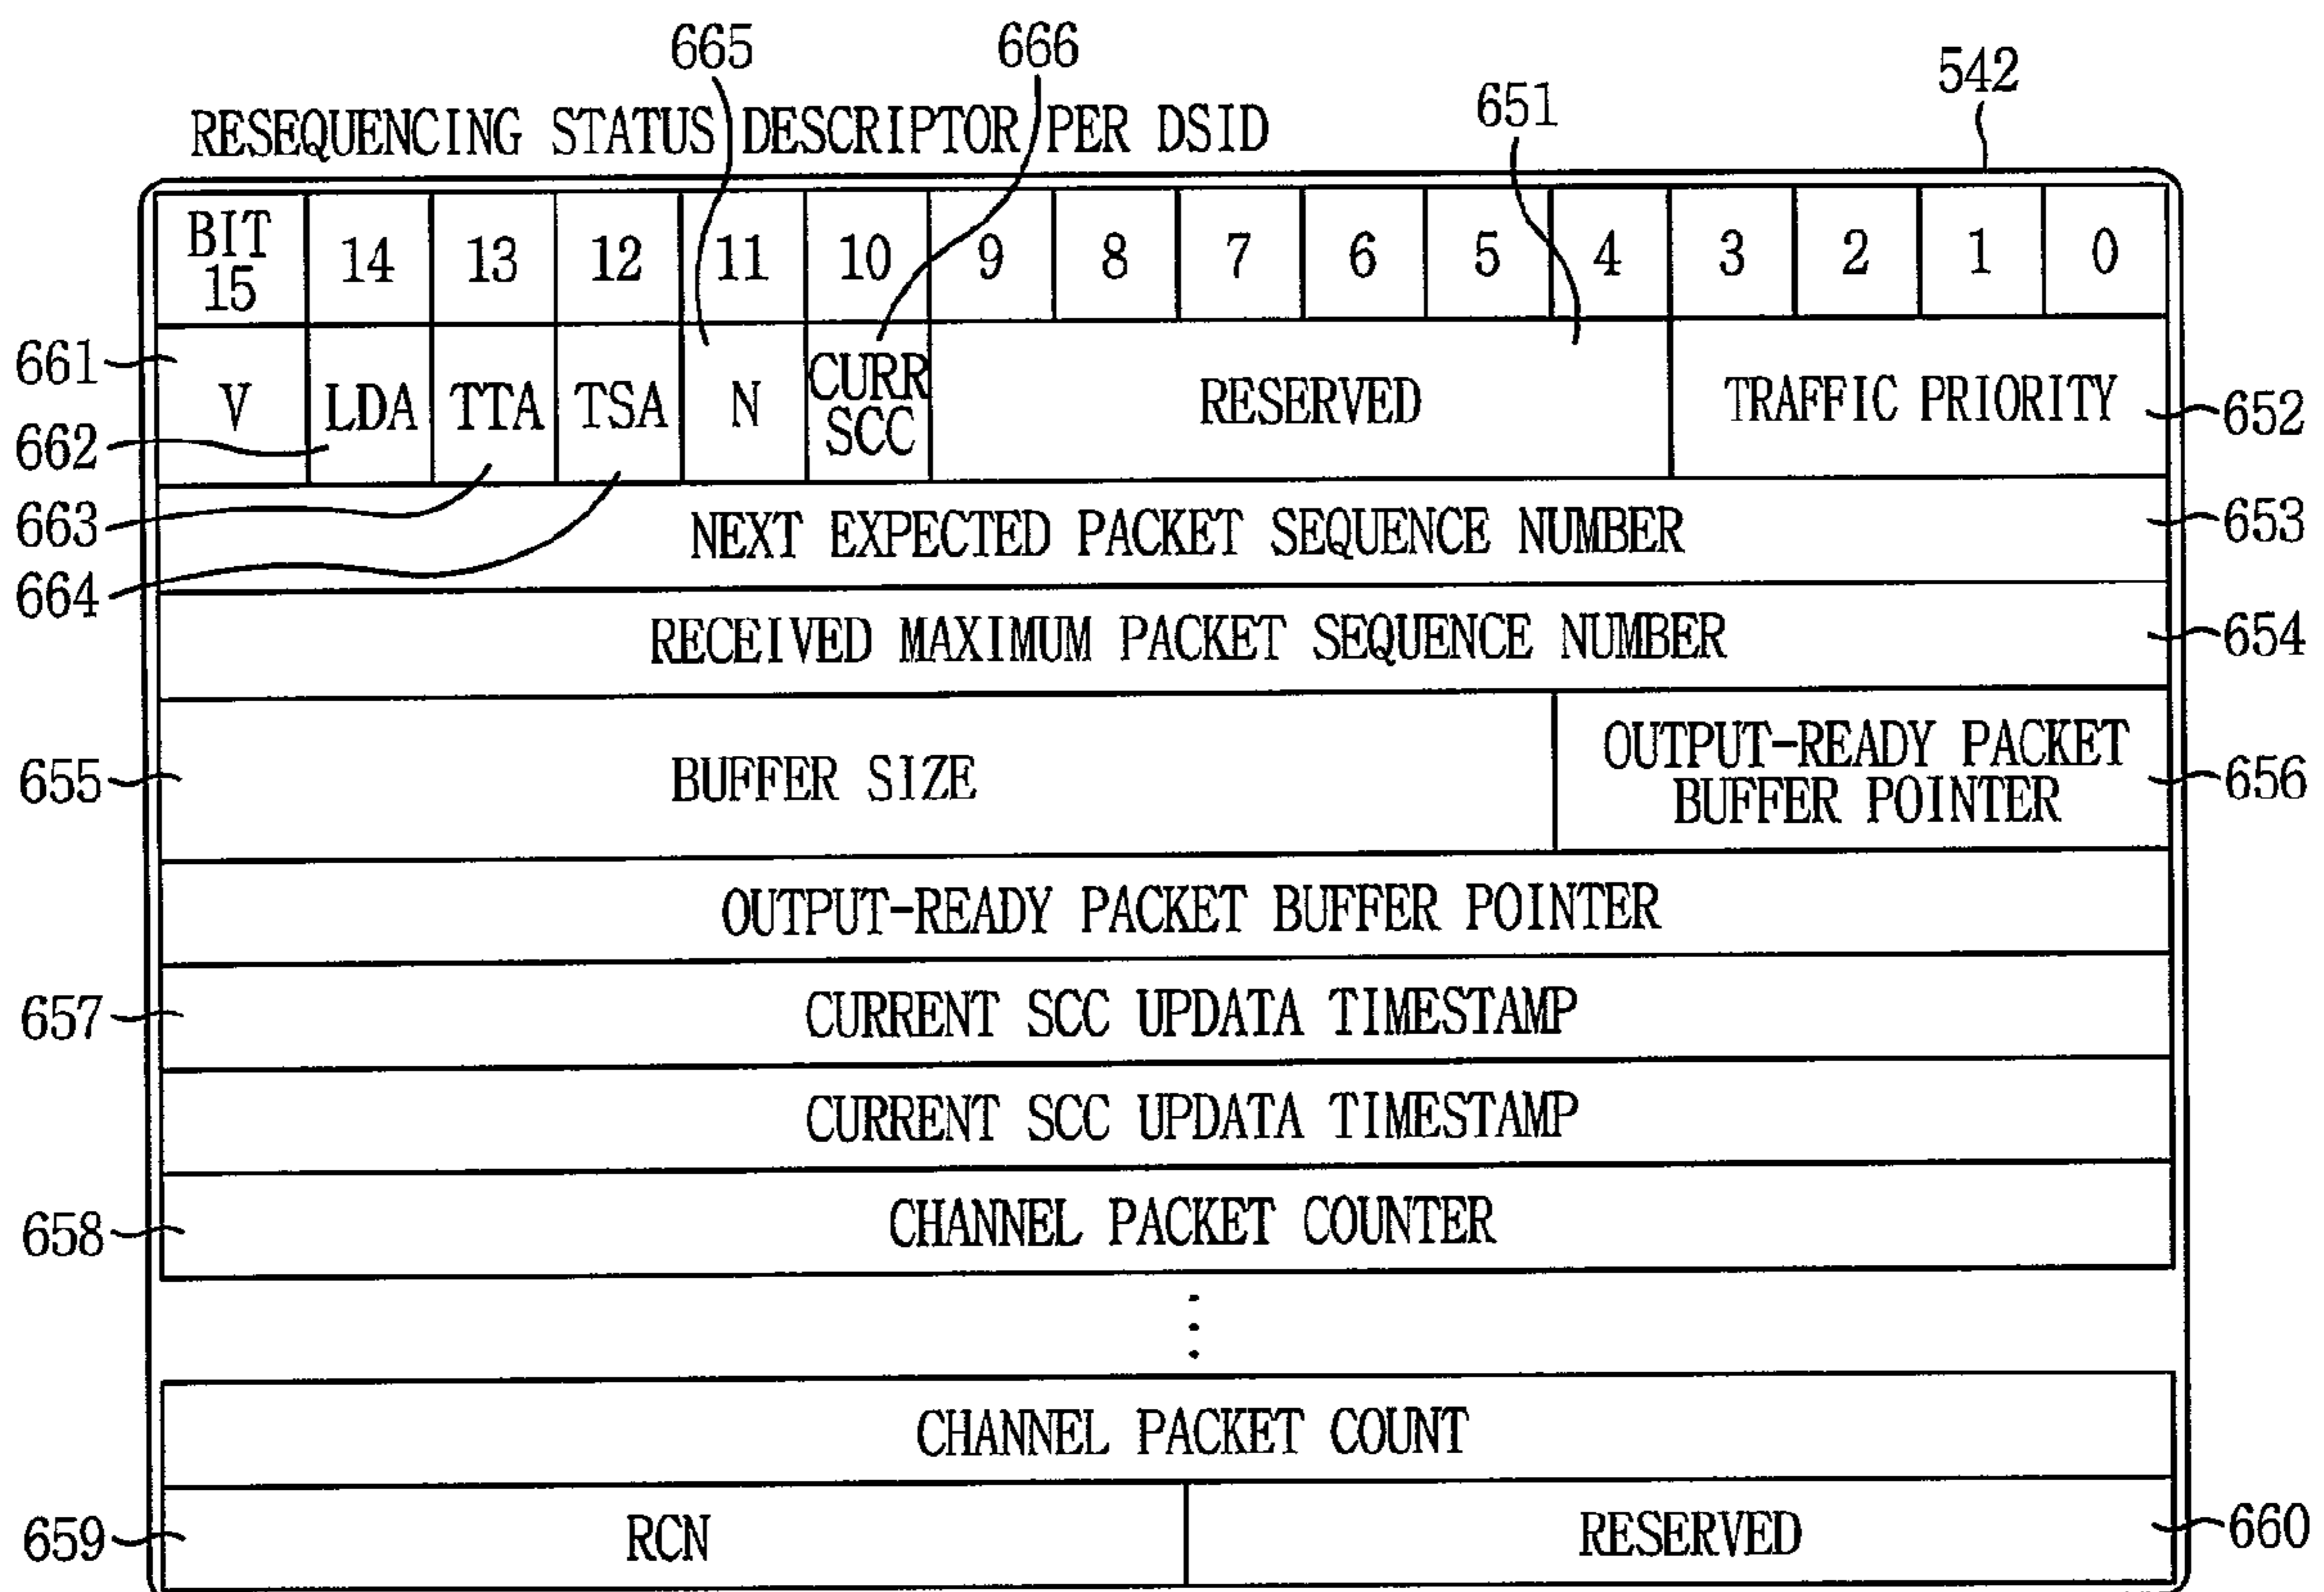 665
666
542
651
RESEQUENCING STATUS DESCRIPTOR PER DSID
BIT 15
14
13
12
11
10
9
8
7
6
5
4
3
2
1
0
661
V
LDA
TTA
TSA
N
CURR SCC
RESERVED
TRAFFIC PRIORITY
652
662
663
NEXT EXPECTED PACKET SEQUENCE NUMBER
653
664
RECEIVED MAXIMUM PACKET SEQUENCE NUMBER
654
655
BUFFER SIZE
OUTPUT-READY PACKET
BUFFER POINTER
656
OUTPUT-READY PACKET BUFFER POINTER
657
CURRENT SCC UPDATA TIMESTAMP
CURRENT SCC UPDATA TIMESTAMP
658
CHANNEL PACKET COUNTER
CHANNEL PACKET COUNT
659
RCN
RESERVED
660